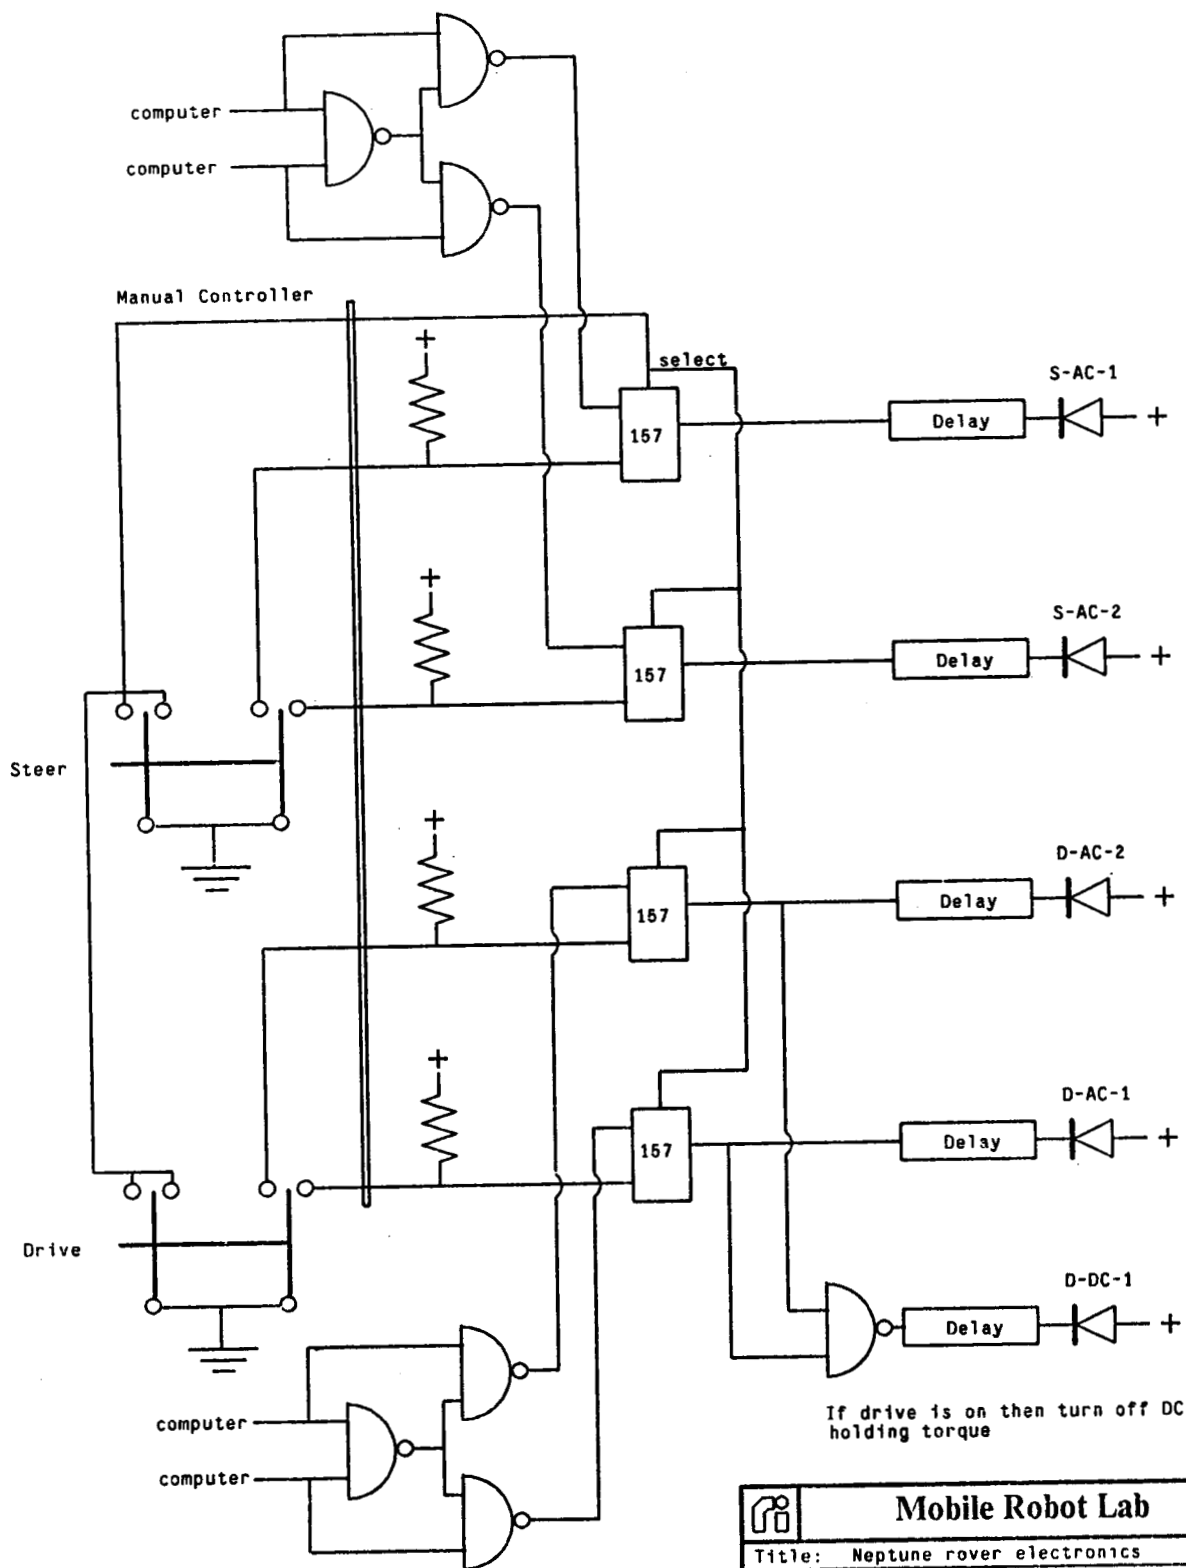 computer
computer
Manual Controller
+
select
S-AC-1
157
Delay
+
+
S-AC-2
157
Delay
+
Steer
+
D-AC-2
157
Delay
+
+
D-AC-1
157
Delay
+
Drive
D-DC-1
Delay
+
If drive is on then turn off DC
holding torque
computer
computer
Mobile Robot Lab
Title: Neptune rover electronics